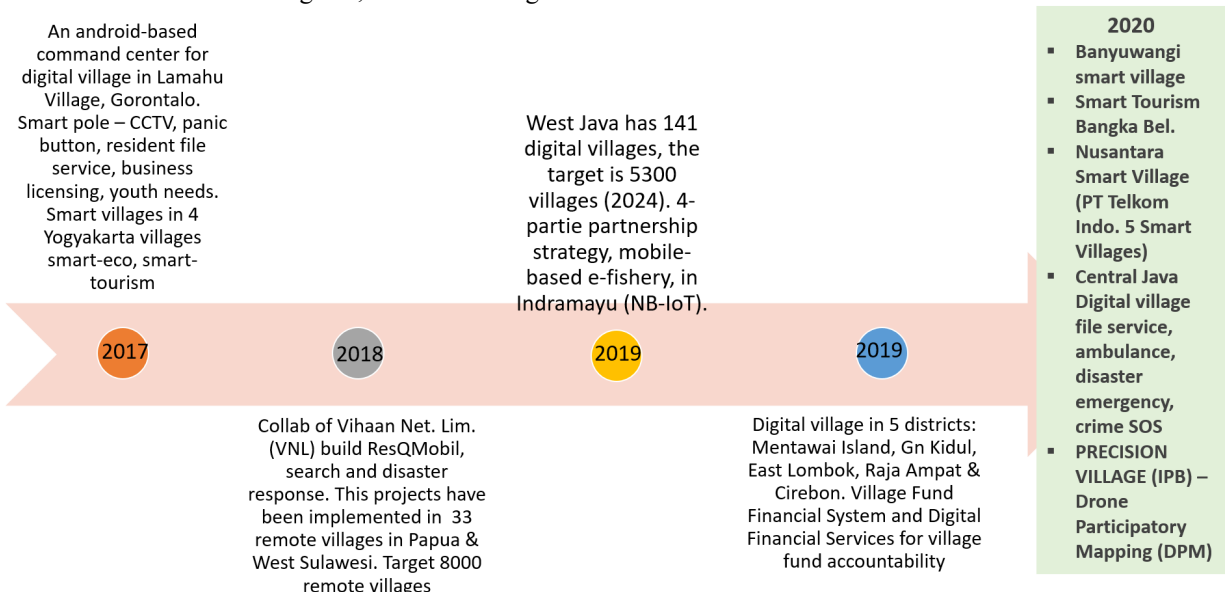 An android-based
command center for
digital village in Lamahu
Village, Gorontalo.
Smart pole – CCTV, panic
button, resident file
service, business
licensing, youth needs.
Smart villages in 4
Yogyakarta villages
smart-eco, smart-
tourism
2017
2018
Collab of Vihaan Net. Lim.
(VNL) build ResQMobil,
search and disaster
response. This projects have
been implemented in 33
remote villages in Papua &
West Sulawesi. Target 8000
remote villages
West Java has 141
digital villages, the
target is 5300
villages (2024). 4-
partie partnership
strategy, mobile-
based e-fishery, in
Indramayu (NB-IoT).
2019
2019
Digital village in 5 districts:
Mentawai Island, Gn Kidul,
East Lombok, Raja Ampat &
Cirebon. Village Fund
Financial System and Digital
Financial Services for village
fund accountability
2020
▪ Banyuwangi
smart village
▪ Smart Tourism
Bangka Bel.
▪ Nusantara
Smart Village
(PT Telkom
Indo. 5 Smart
Villages)
▪ Central Java
Digital village
file service,
ambulance,
disaster
emergency,
crime SOS
▪ PRECISION
VILLAGE (IPB) –
Drone
Participatory
Mapping (DPM)